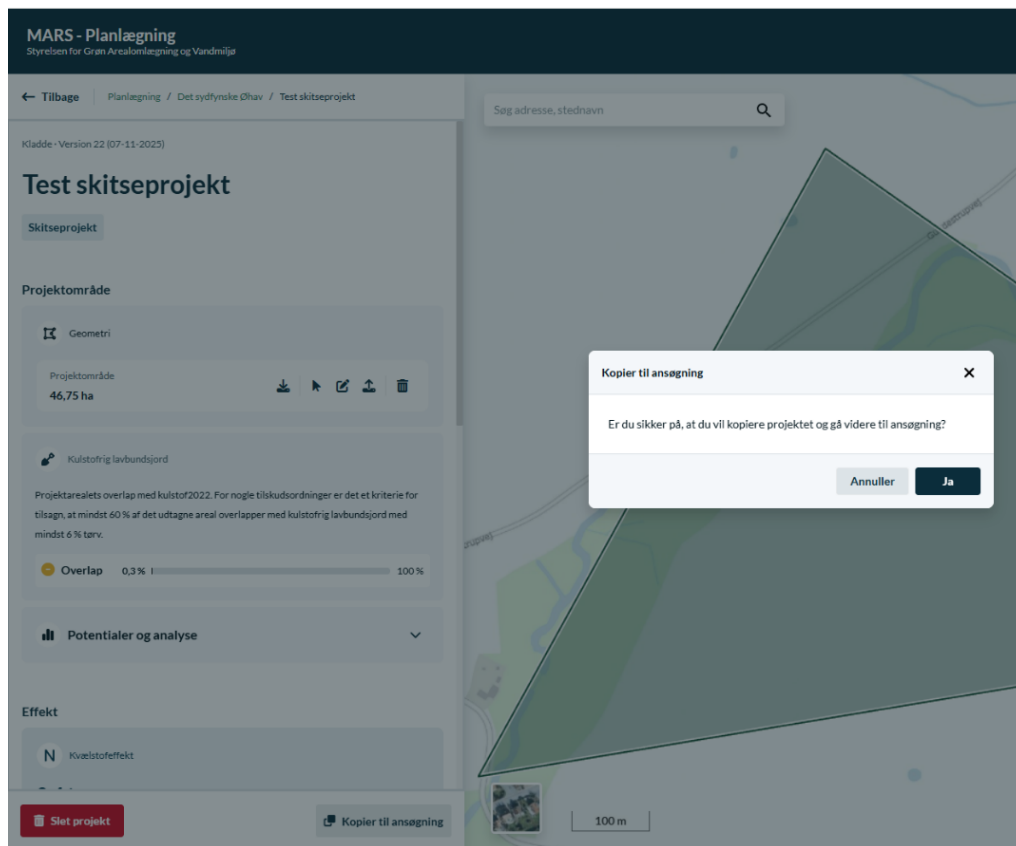 MARS - Planlægning
Styrelsen for Grøn Arealomlægning og Vandmiljø
Tilbage
Planlægning / Det sydfynske Øhav / Test skitseprojekt
Søg adresse, stednavn
Kladde · Version 22 (07-11-2025)
Test skitseprojekt
Skitseprojekt
Projektområde
Geometri
Projektområde
46,75 ha
Kulstofrig lavbundsjord
Projektarealets overlap med kulstof2022. For nogle tilskudsordninger er det et kriterie for
tilsagn, at mindst 60 % af det udtagne areal overlapper med kulstofrig lavbundsjord med
mindst 6 % tørv.
Overlap 0,3 % 100 %
Potentialer og analyse
Effekt
N Kvælstofeffekt
Slet projekt
Kopier til ansøgning
Kopier til ansøgning
Er du sikker på, at du vil kopiere projektet og gå videre til ansøgning?
Annuller
Ja
100 m